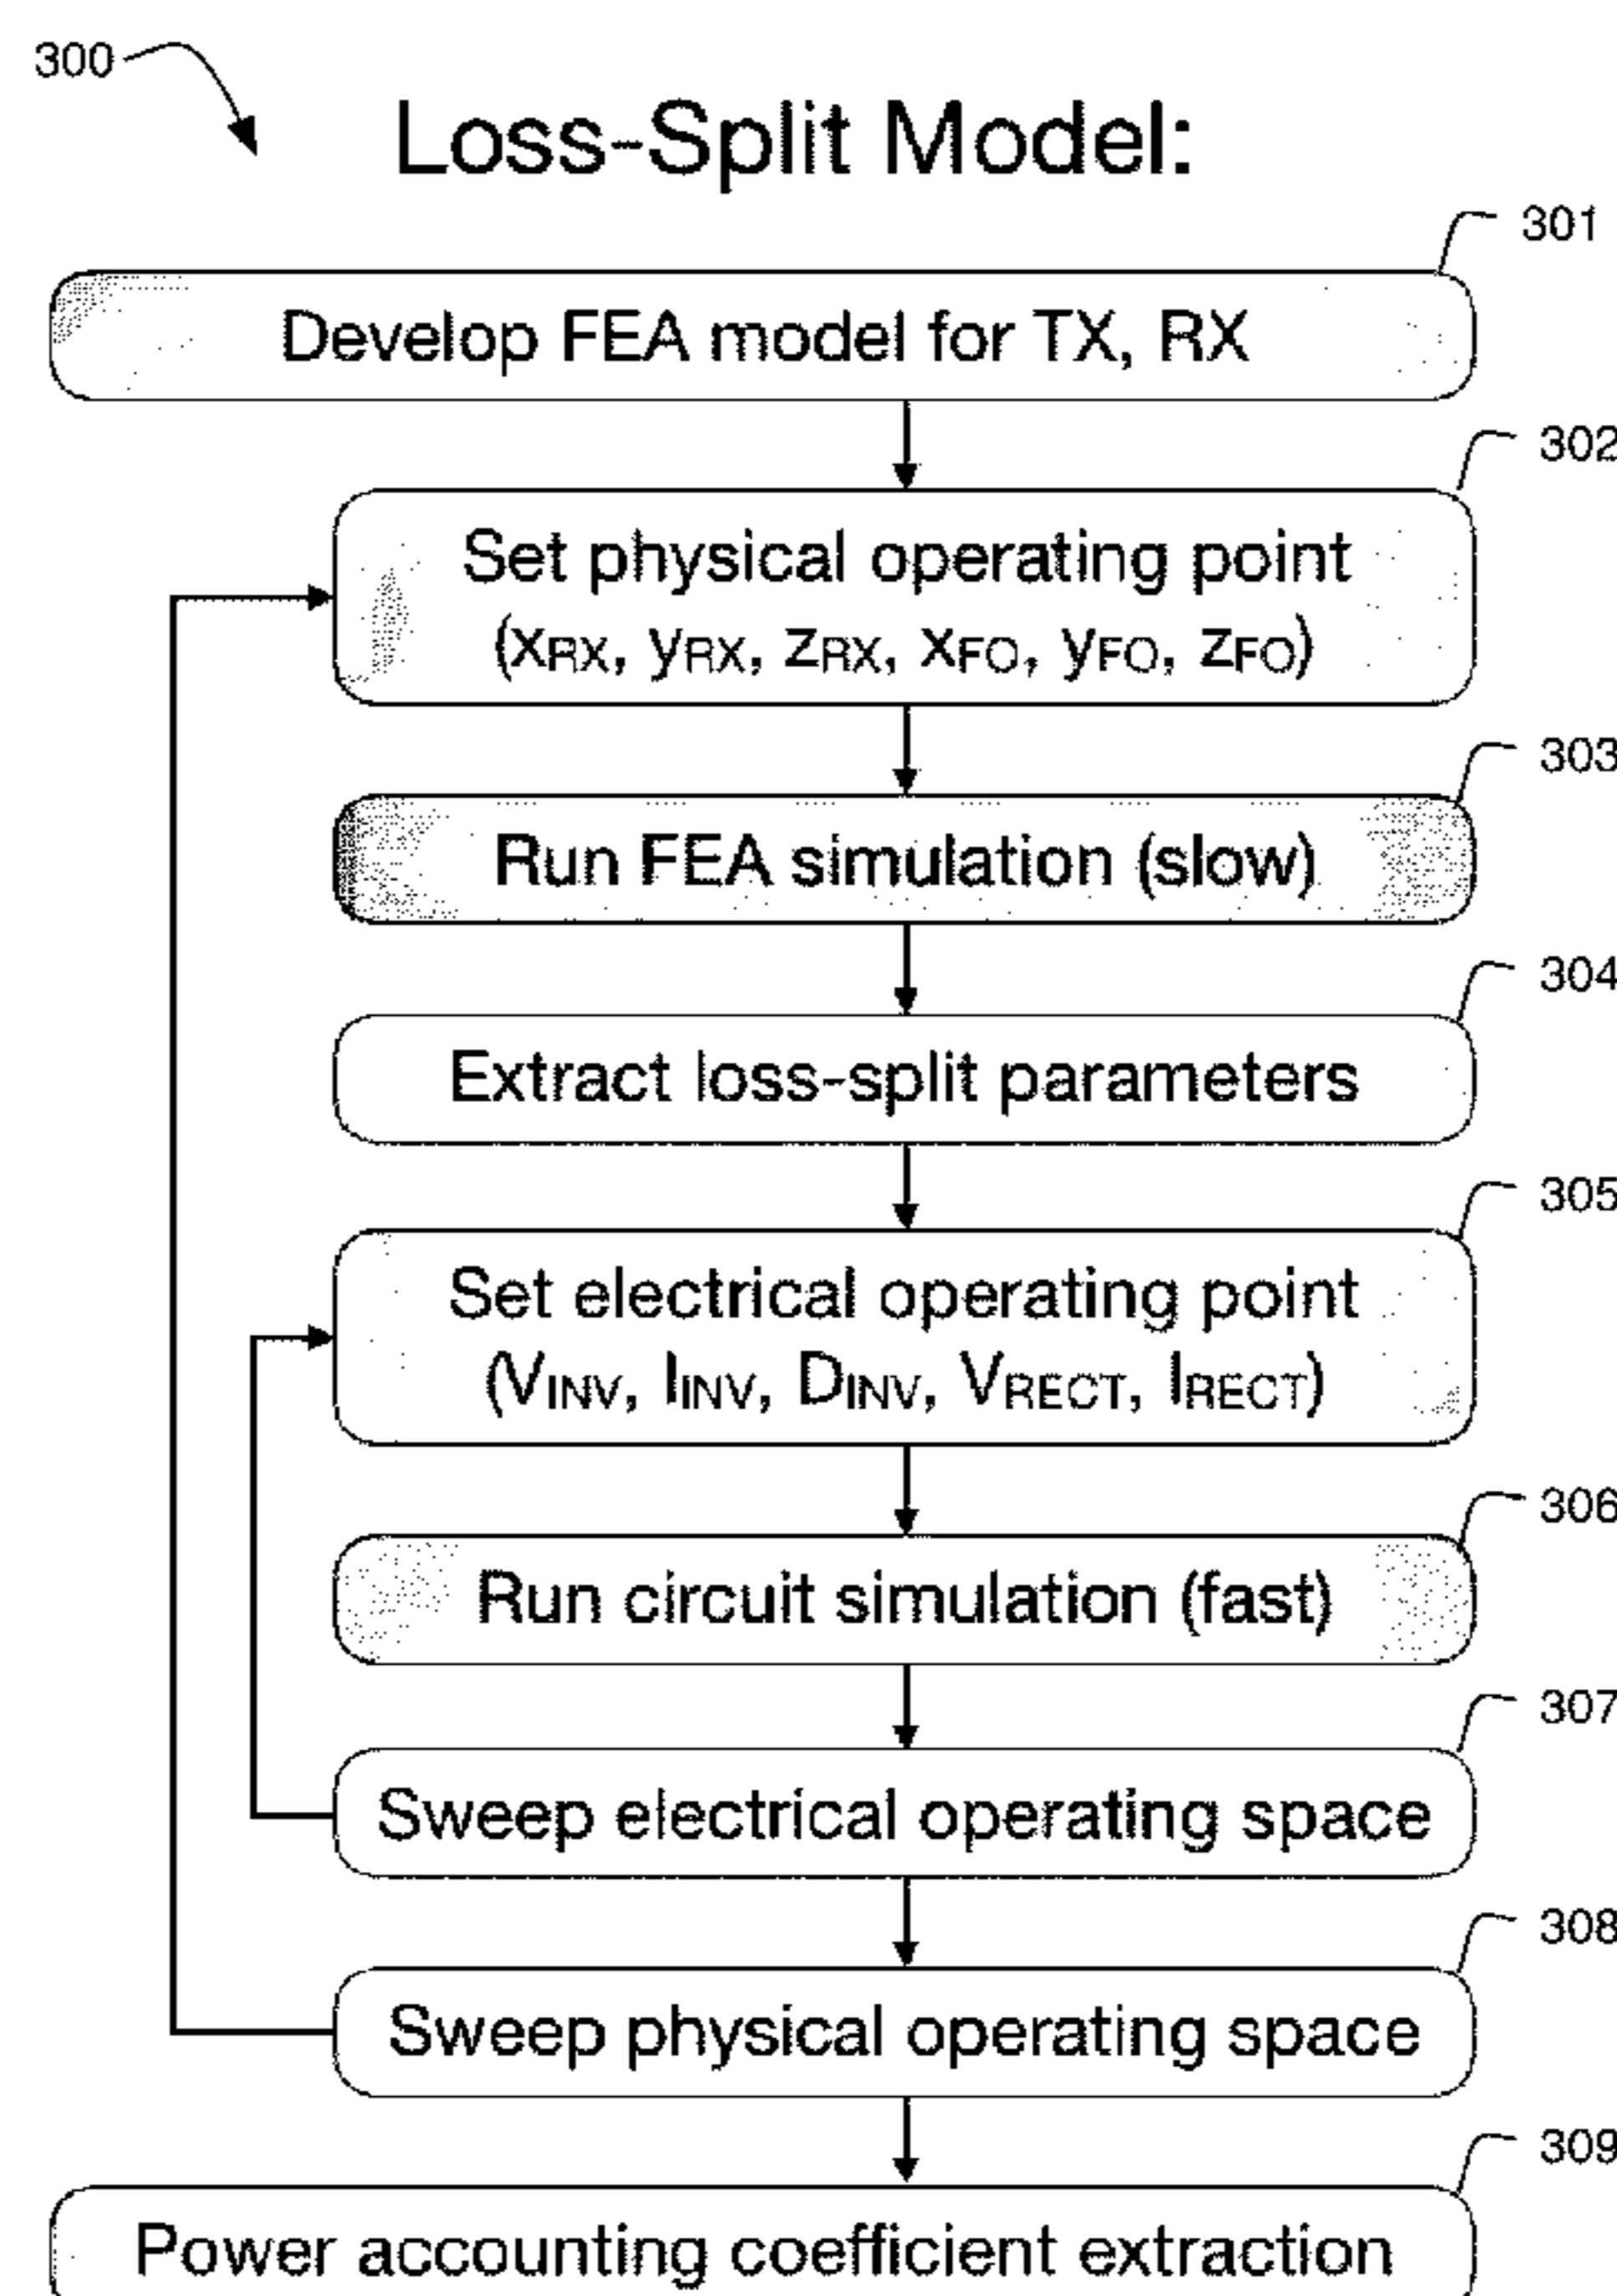 300
Loss-Split Model:
301
Develop FEA model for TX, RX
302
Set physical operating point
(xRX, yRX, zRX, xFO, yFO, zFO)
303
Run FEA simulation (slow)
304
Extract loss-split parameters
305
Set electrical operating point
(VINV, IINV, DINV, VRECT, IRECT)
306
Run circuit simulation (fast)
307
Sweep electrical operating space
308
Sweep physical operating space
309
Power accounting coefficient extraction